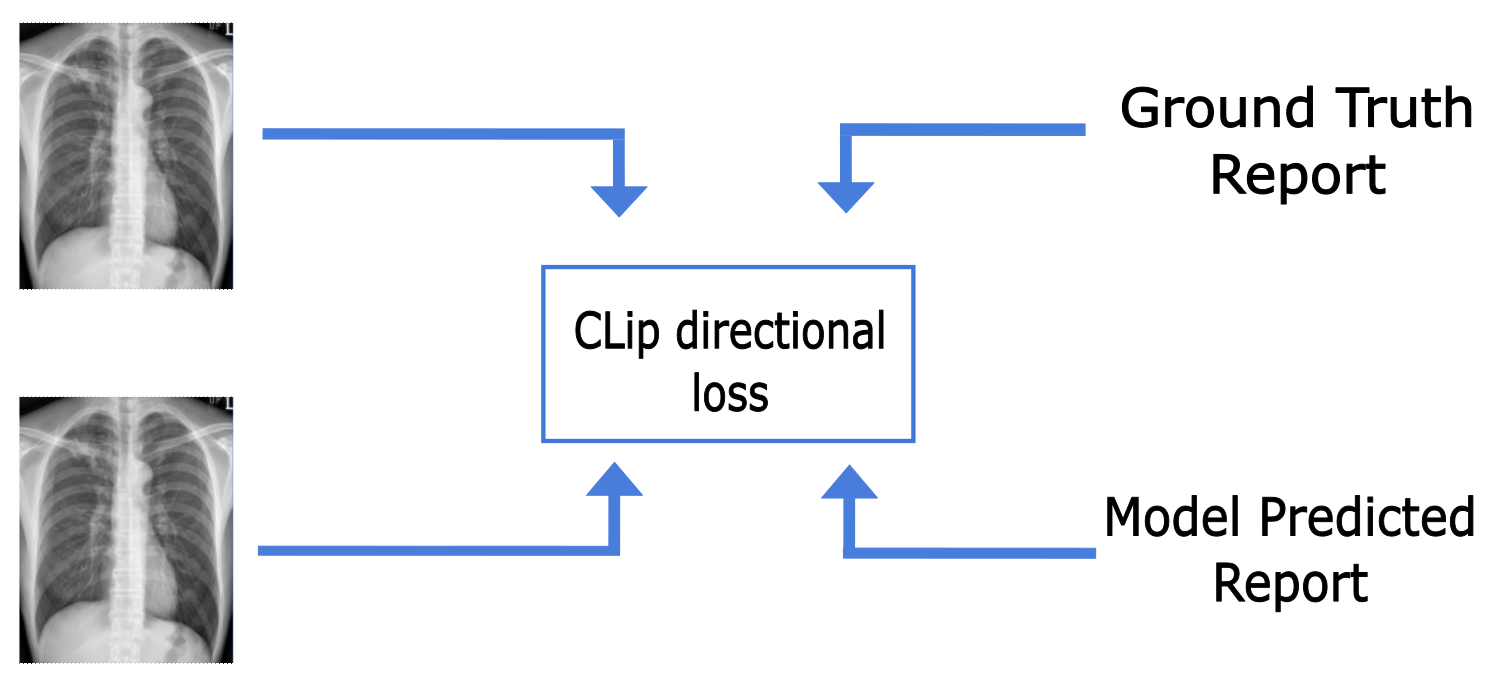 Ground Truth
Report
CLip directional
loss
Model Predicted
Report